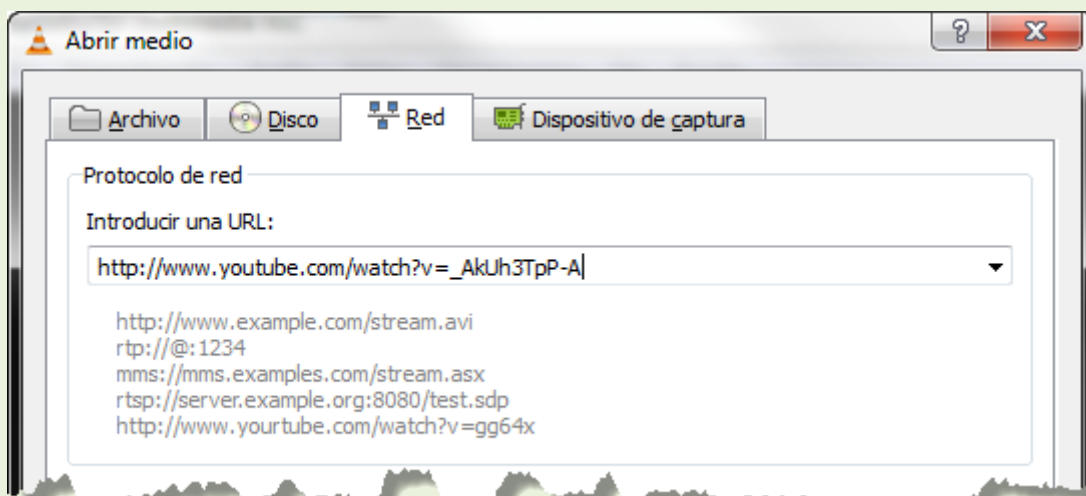 Abrir medio
Archivo Disco Red Dispositivo de captura
Protocolo de red
Introducir una URL:
http://www.youtube.com/watch?v=_AkUh3TpP-A
http://www.example.com/stream.avi
rtp://@:1234
mms://mms.examples.com/stream.asx
rtsp://server.example.org:8080/test.sdp
http://www.yourtube.com/watch?v=gg64x